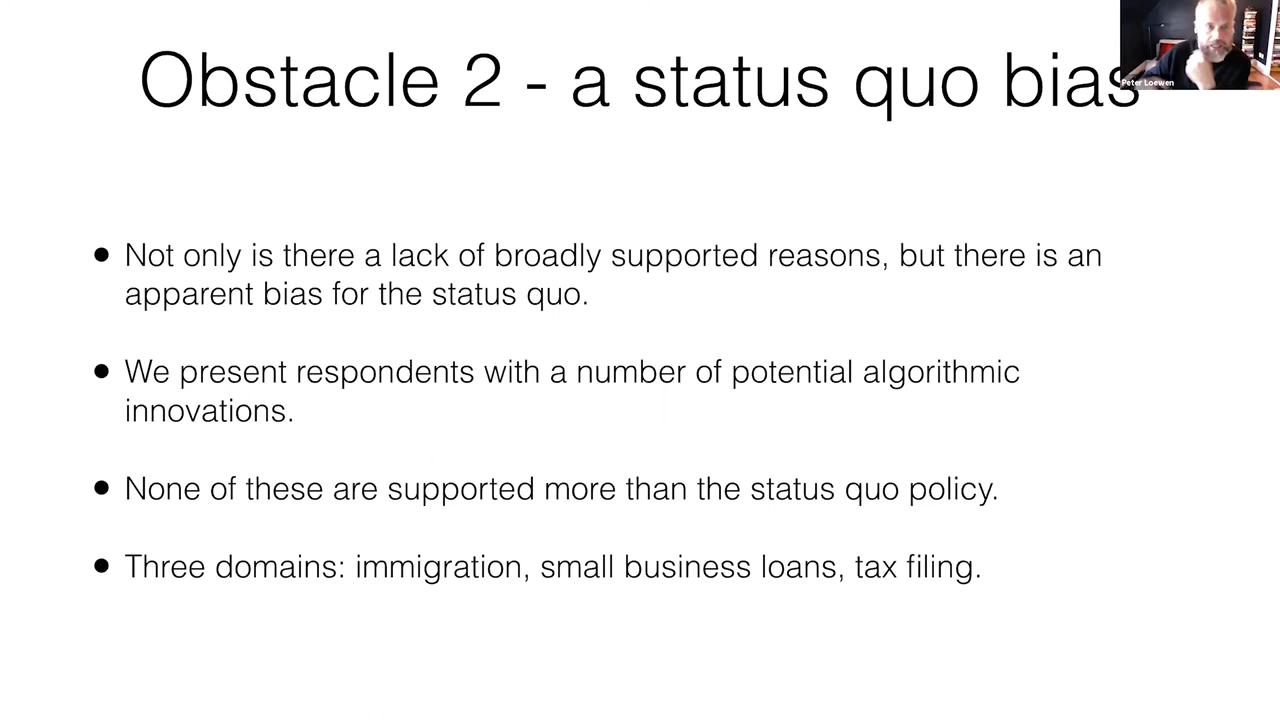 Obstacle 2 - a status quo bias
Peter Loewen
● Not only is there a lack of broadly supported reasons, but there is an
apparent bias for the status quo.
● We present respondents with a number of potential algorithmic
innovations.
● None of these are supported more than the status quo policy.
● Three domains: immigration, small business loans, tax filing.